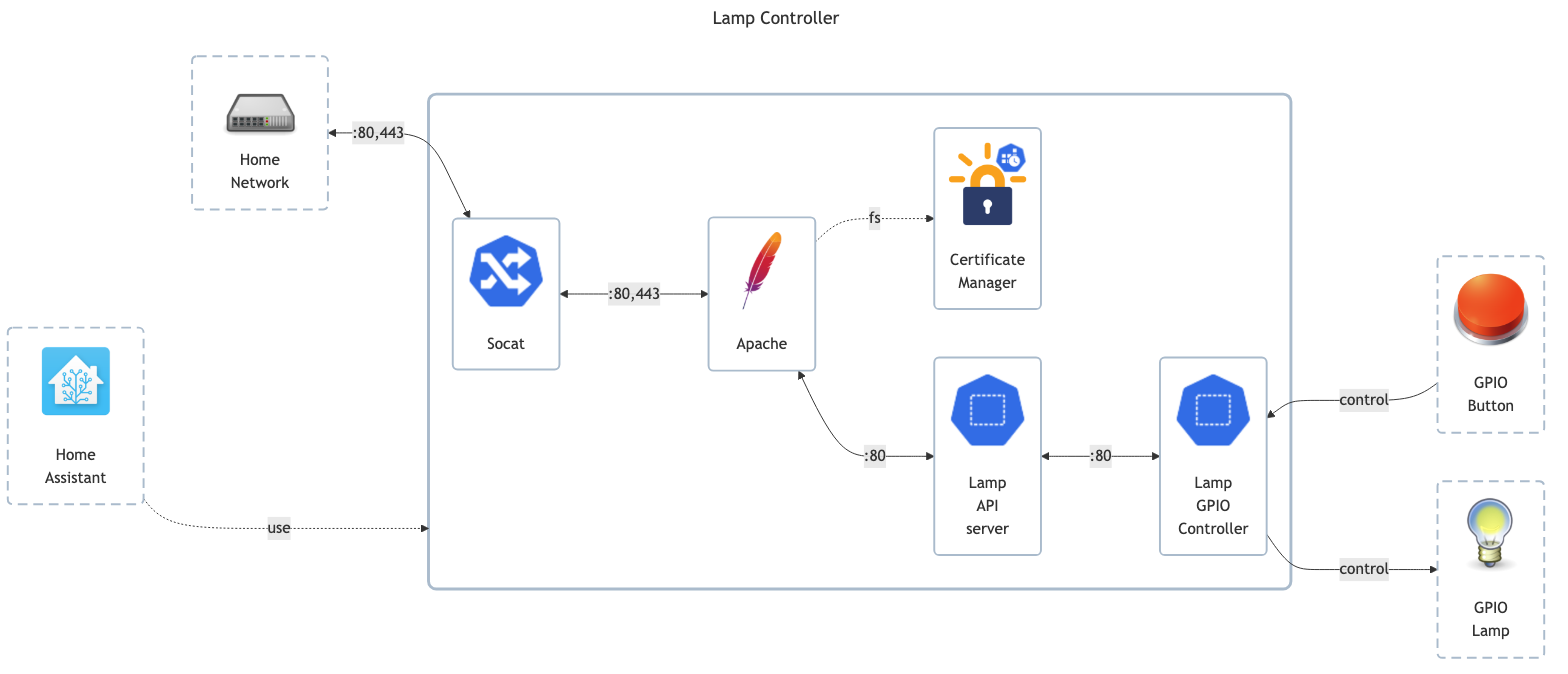 Lamp Controller
Home
Network
:80,443
Socat
:80,443
Apache
fs
Certificate
Manager
Home
Assistant
use
:80
Lamp
API
server
:80
Lamp
GPIO
Controller
control
GPIO
Button
control
GPIO
Lamp